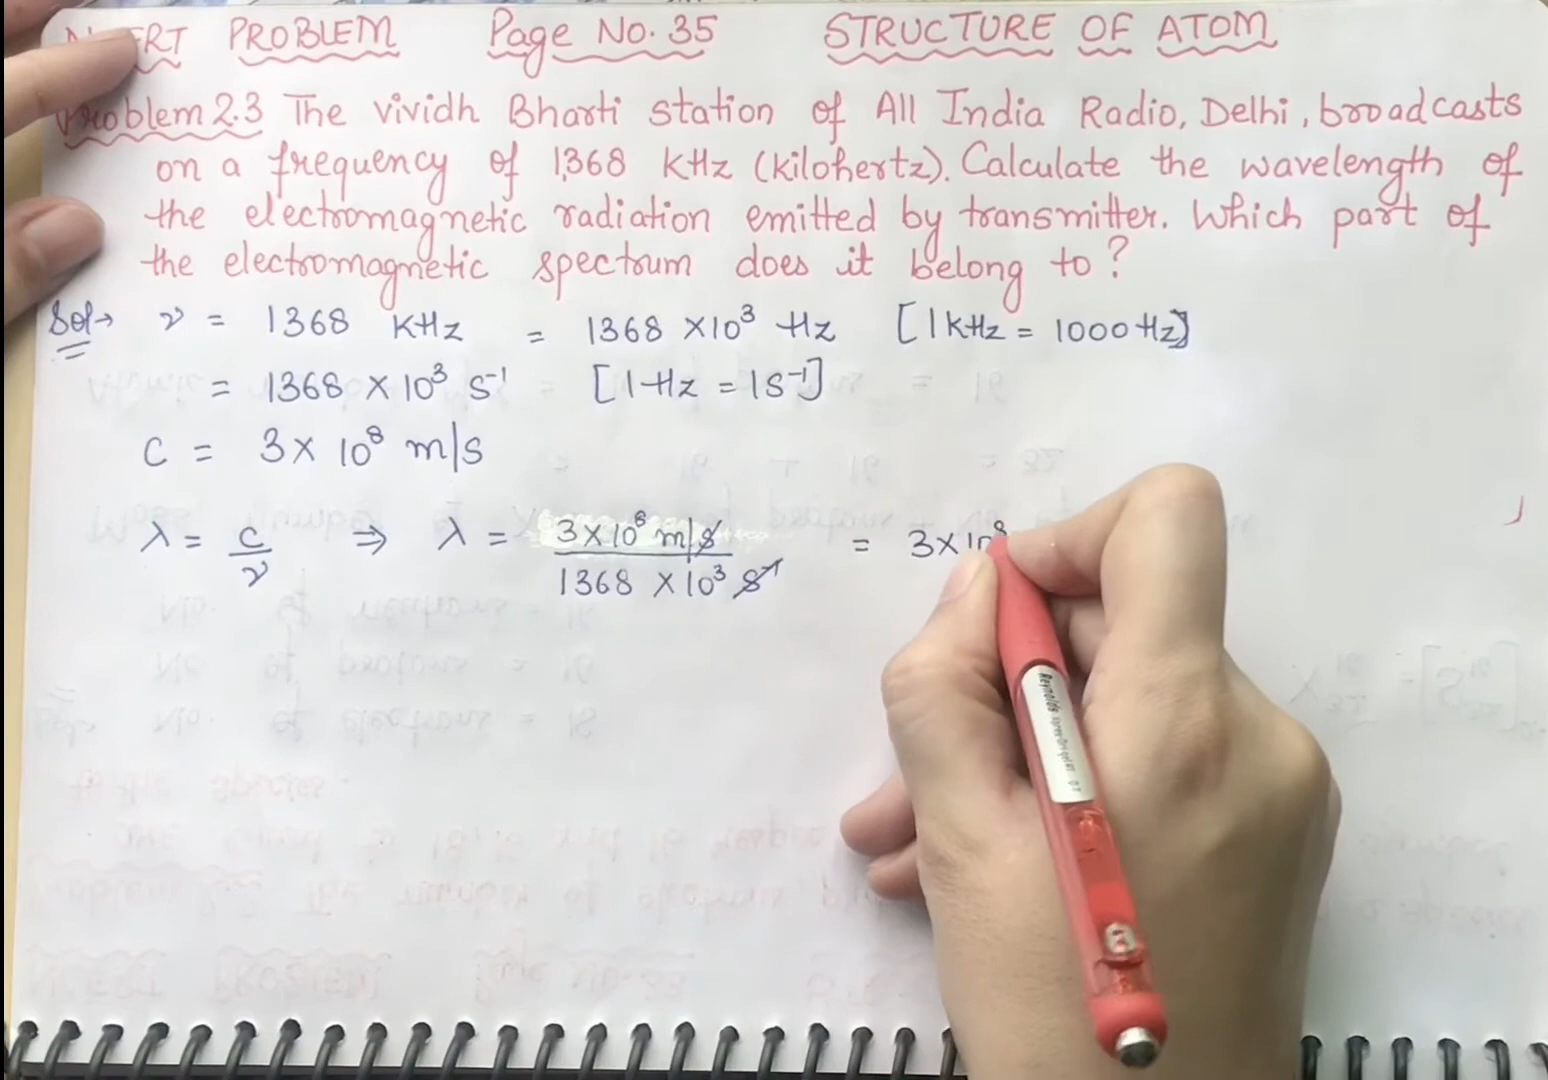 PROBLEM Page No. 35 STRUCTURE OF ATOM
Problem 2.3 The vividh Bharti station of All India Radio, Delhi, broadcasts
on a frequency of 1,368 KHz (kilohertz). Calculate the wavelength of
the electromagnetic radiation emitted by transmitter. Which part of
the electromagnetic spectrum does it belong to?
Sol→ ν = 1368 KHz = 1368 × 10³ Hz [1 KHz = 1000 Hz]
= 1368 × 10³ S⁻¹ [1 Hz = 1 S⁻¹]
C = 3 × 10⁸ m/s
λ = c/ν ⇒ λ = 3 × 10⁸ m/s / 1368 × 10³ s⁻¹ = 3 × 10⁸
Reynolds